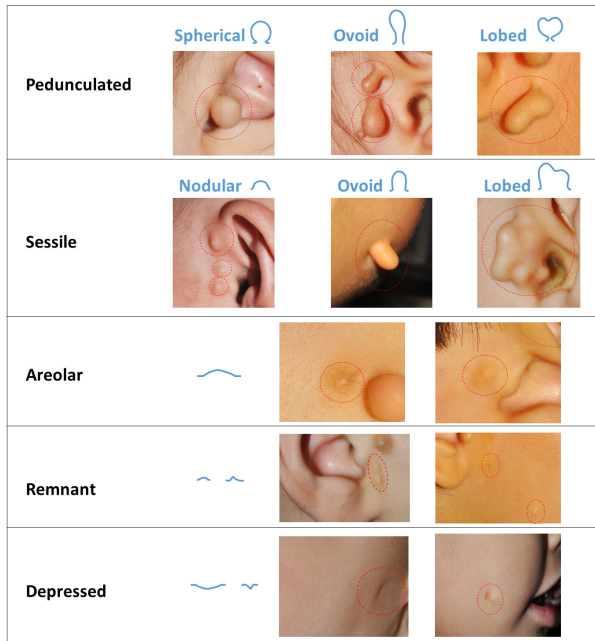 Spherical Ovoid Lobed
Pedunculated
Nodular Ovoid Lobed
Sessile
Areolar
Remnant
Depressed